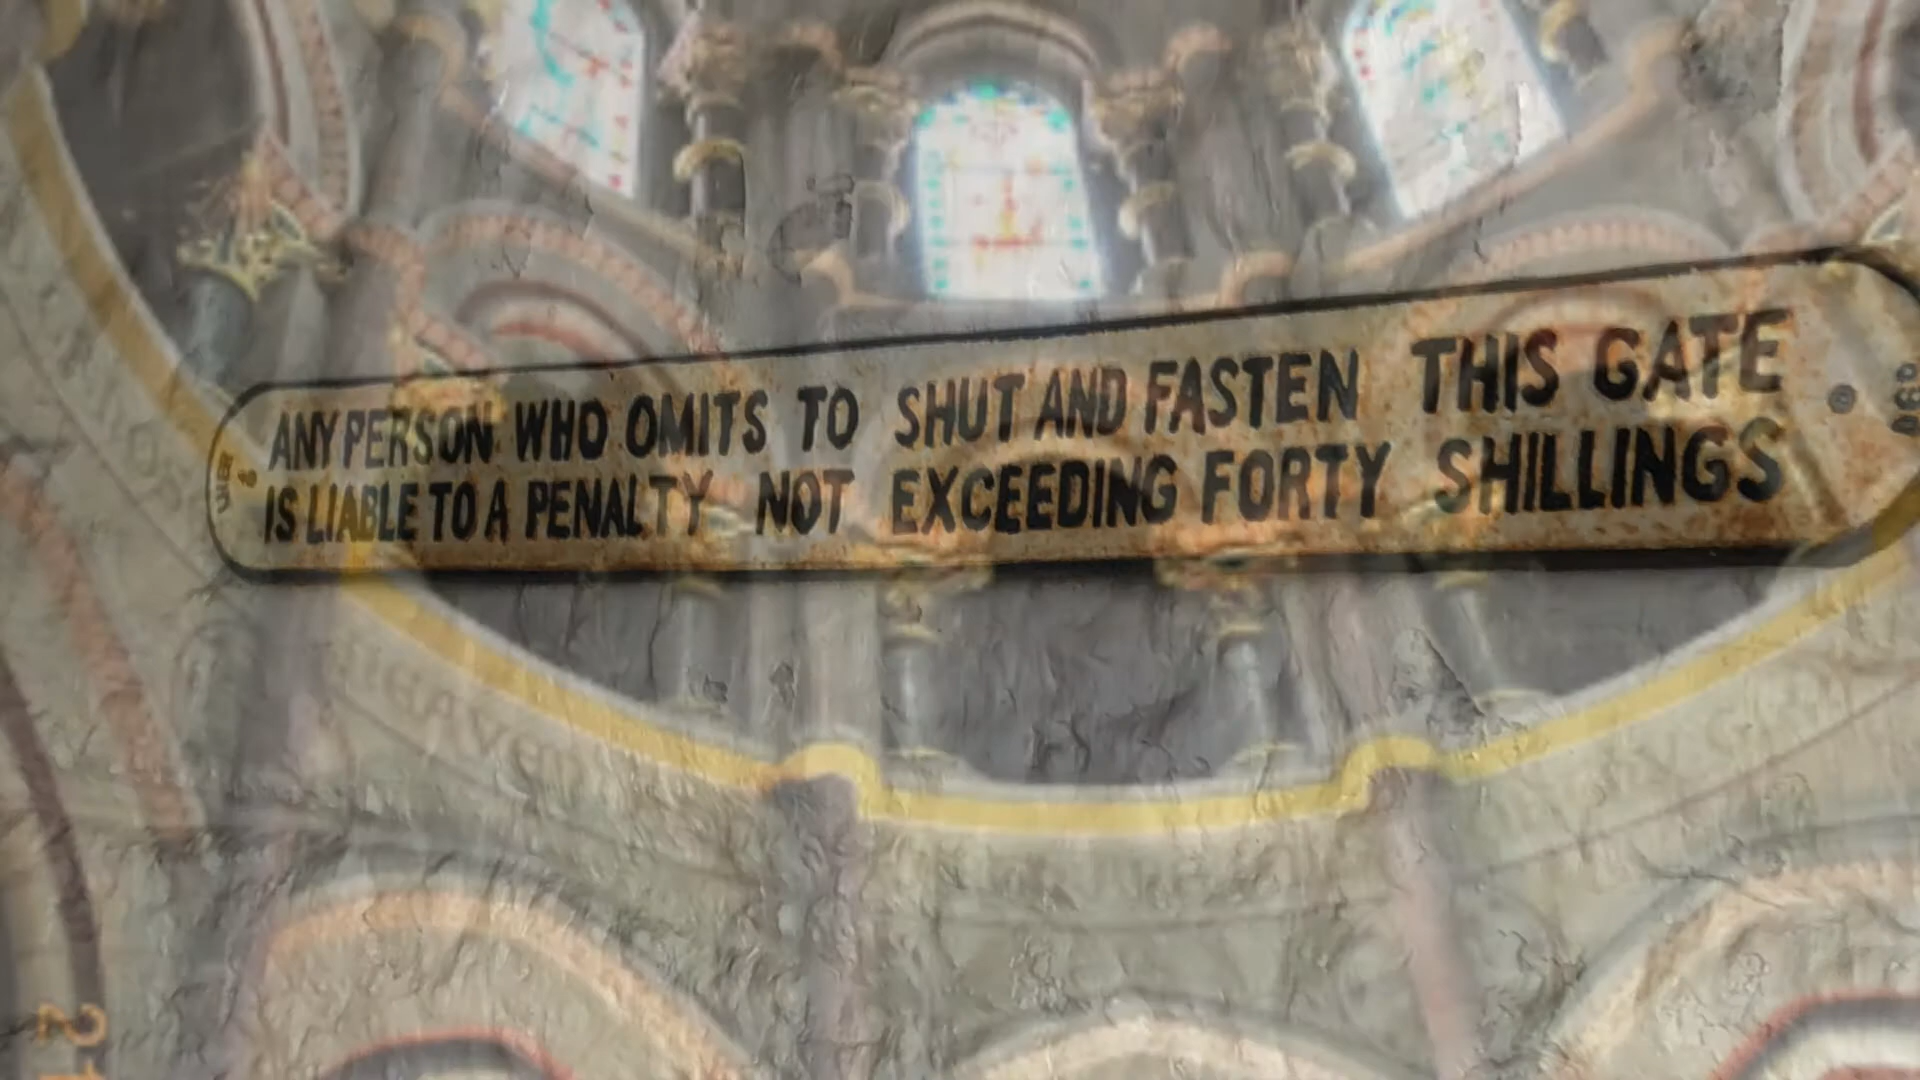 ANY PERSON WHO OMITS TO SHUT AND FASTEN THIS GATE
IS LIABLE TO A PENALTY NOT EXCEEDING FORTY SHILLINGS